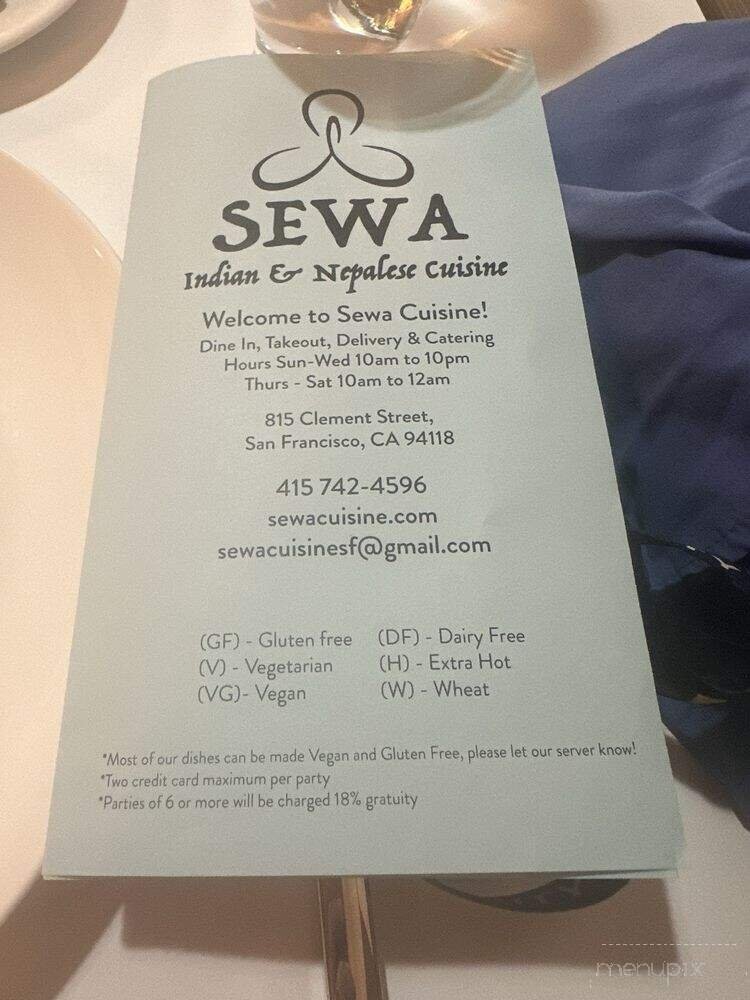 SEWA
Indian & Nepalese Cuisine
Welcome to Sewa Cuisine!
Dine In, Takeout, Delivery & Catering
Hours Sun-Wed 10am to 10pm
Thurs - Sat 10am to 12am
815 Clement Street,
San Francisco, CA 94118
415 742-4596
sewacuisine.com
sewacuisinesf@gmail.com
(GF) - Gluten free (DF) - Dairy Free
(V) - Vegetarian (H) - Extra Hot
(VG)- Vegan (W) - Wheat
*Most of our dishes can be made Vegan and Gluten Free, please let our server know!
*Two credit card maximum per party
*Parties of 6 or more will be charged 18% gratuity
menupix